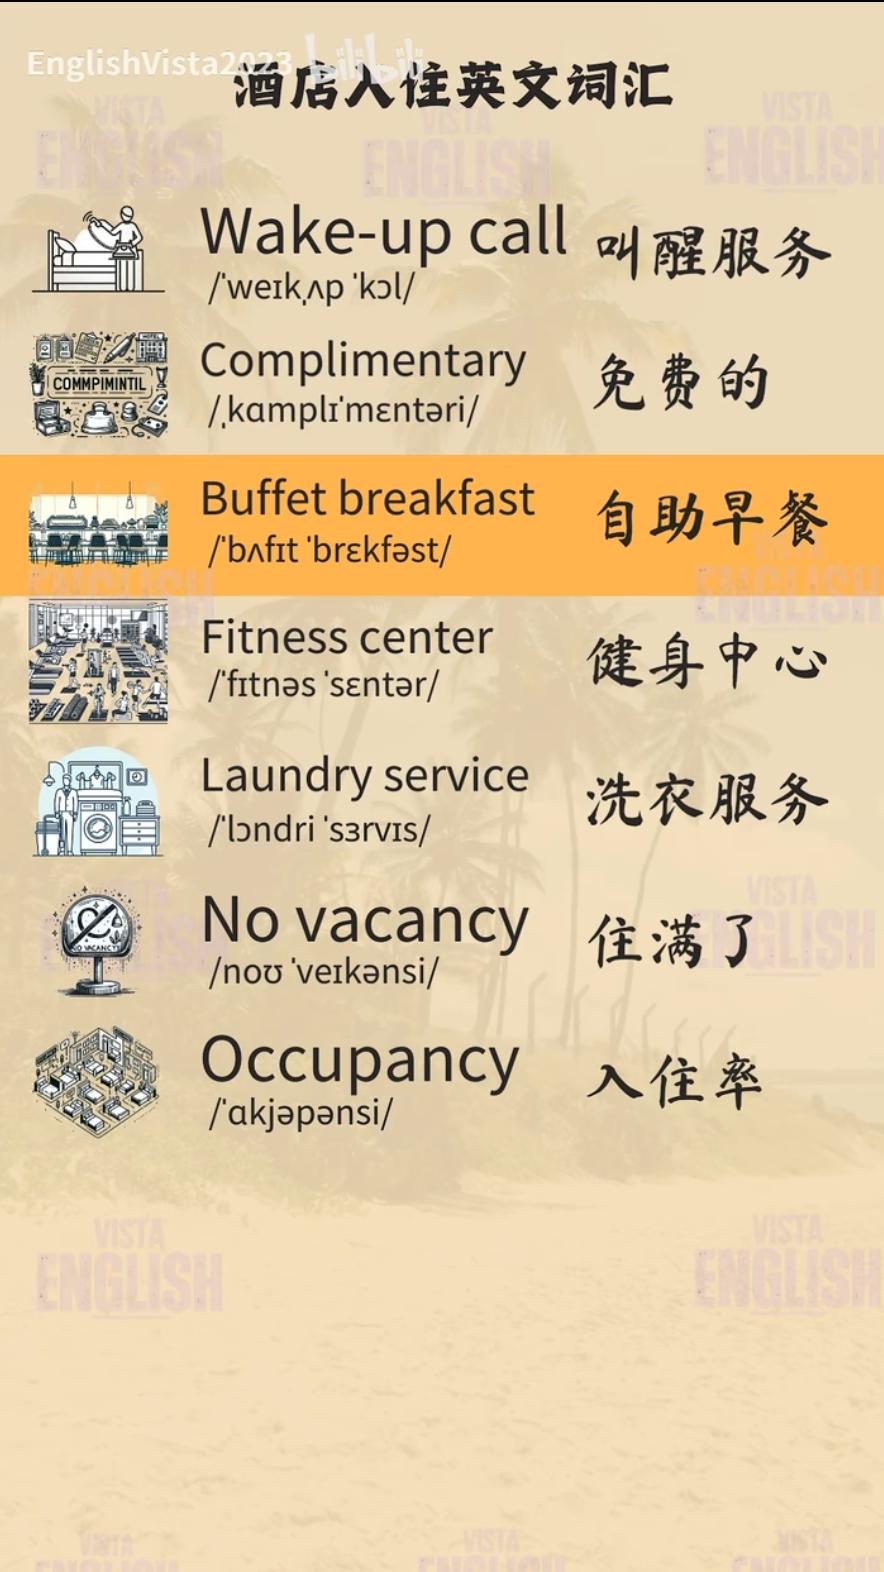 EnglishVista2023 bilibili
酒店入住英文词汇
Wake-up call 叫醒服务
/ˈweɪkˌʌp ˈkɔl/
COMMPIMINTIL
Complimentary 免费的
/ˌkɑmplɪˈmɛntəri/
Buffet breakfast 自助早餐
/ˈbʌfɪt ˈbrɛkfəst/
Fitness center 健身中心
/ˈfɪtnəs ˈsɛntər/
Laundry service 洗衣服务
/ˈlɔndri ˈsɜrvɪs/
NO VACANCY
No vacancy 住满了
/noʊ ˈveɪkənsi/
Occupancy 入住率
/ˈɑkjəpənsi/
VISTA
ENGLISH